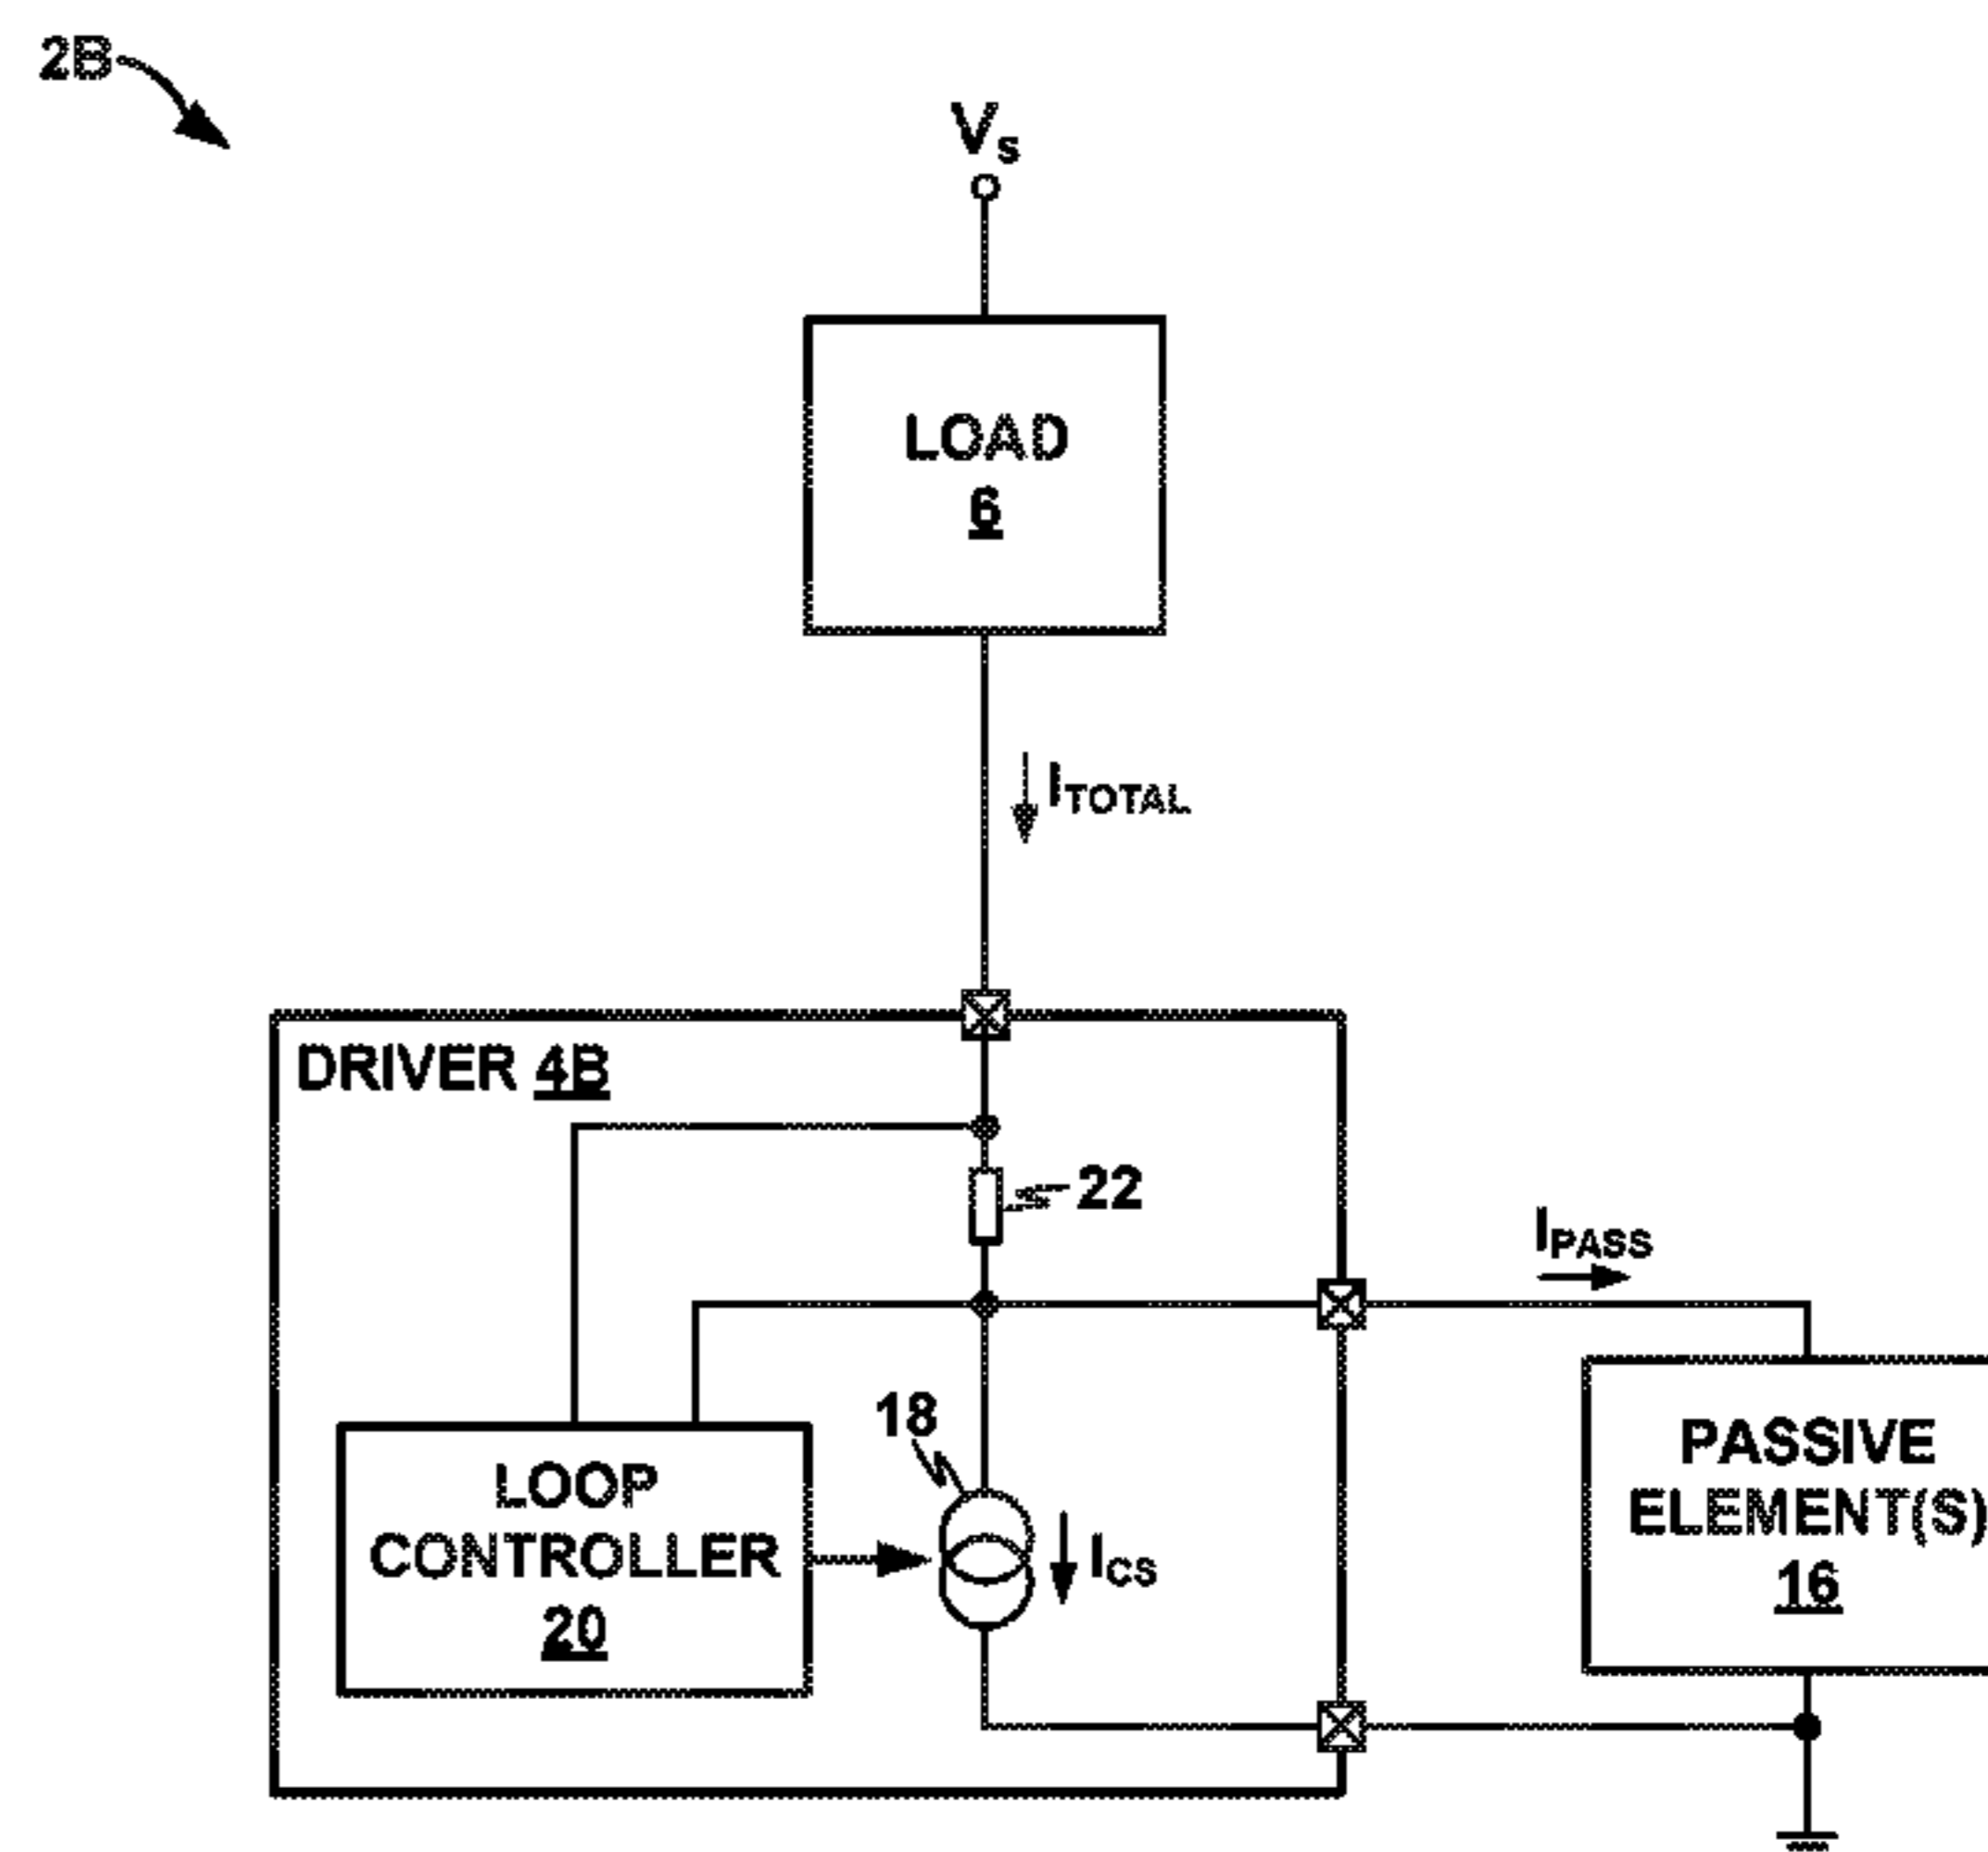 2B
Vs
LOAD
6
ITOTAL
DRIVER 4B
22
IPASS
18
LOOP
CONTROLLER
20
ICS
PASSIVE
ELEMENT(S)
16